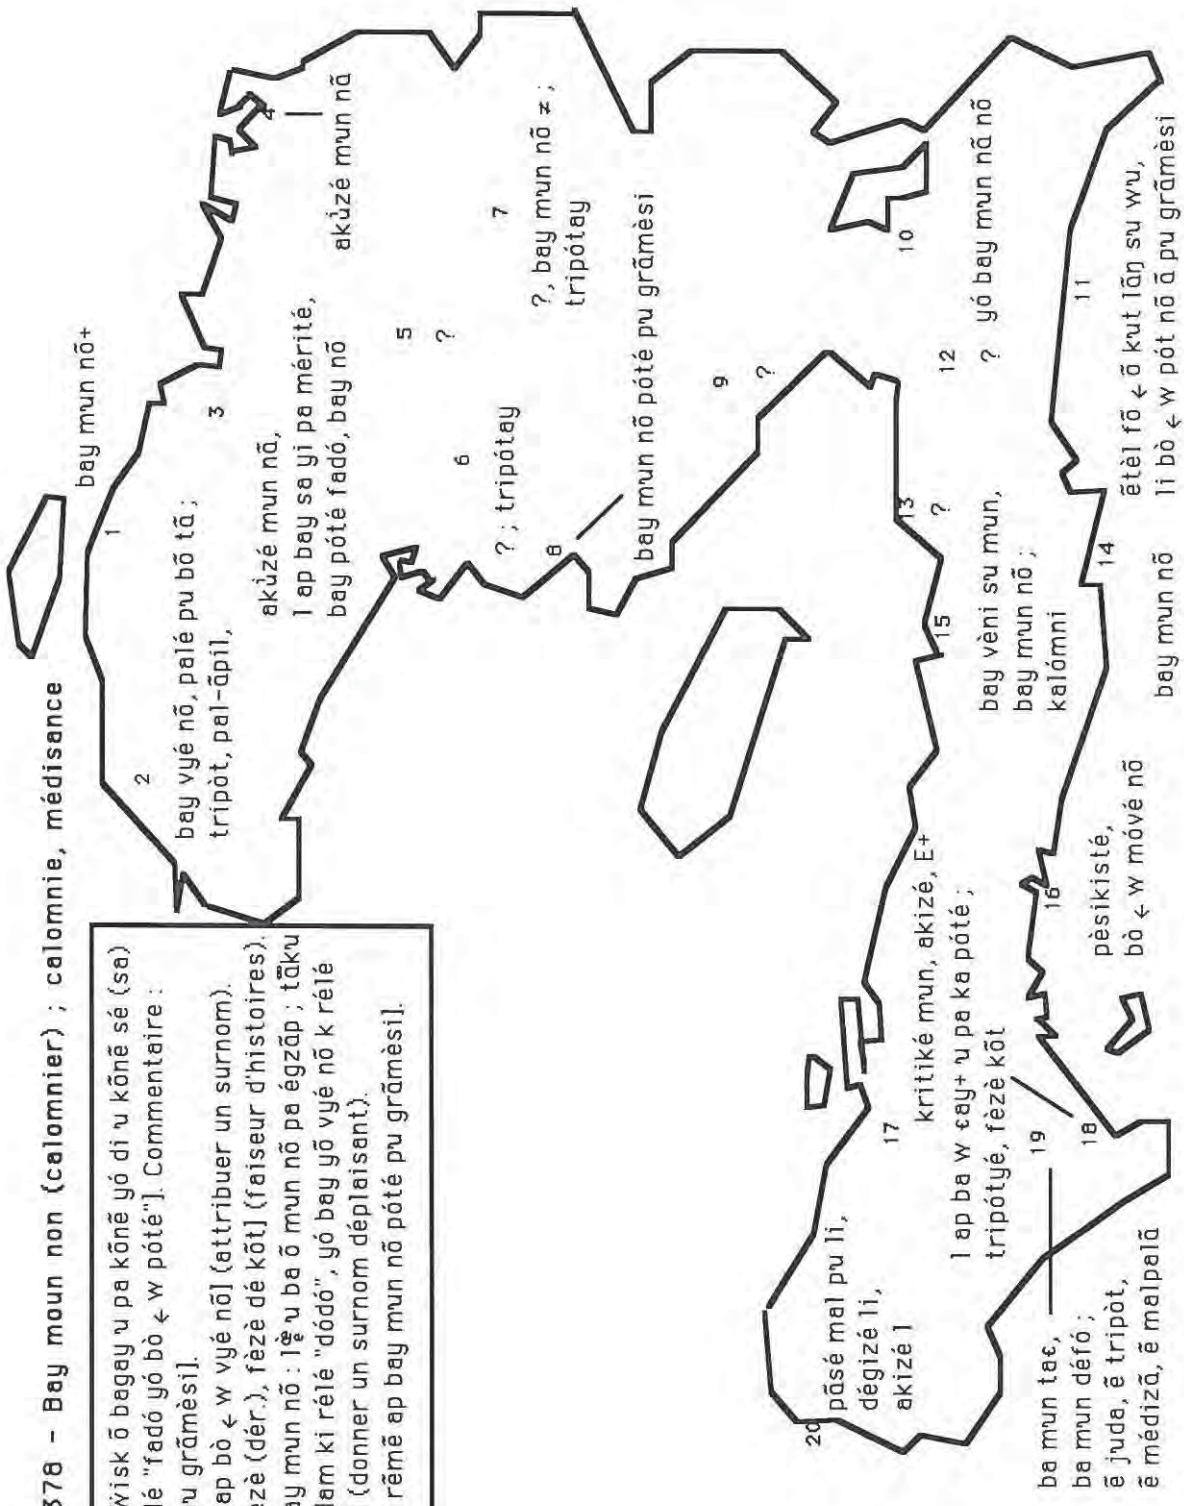 378 – Bay moun non (calomnier) ; calomnie, médisance
wisk õ bagay u pa kõnẽ yó di u kõnẽ sé (sa)
lé "fadó yó bò ← w póté"]. Commentaire :
u grãmèsi].
ap bò ← w vyé nõ] (attribuer un surnom).
ezè (dér.), fèzè dé kõt] (faiseur d'histoires).
ay mun nõ : u ba õ mun nõ pa égzãp ; tãku
lam ki rélé "dódó", yó bay yõ vyé nõ k rélé
(donner un surnom déplaisant).
rẽmẽ ap bay mun nõ póté pu grãmèsi].
1
bay mun nõ+
2
bay vyé nõ, palé pu bõ tã ;
tripòt, pal-ãpil,
3
akùzé mun nã,
l ap bay sa yi pa mérité,
bay póté fadó, bay nõ
4
akùzé mun nã
5
?
6
? ; tripótay
7
?, bay mun nõ ≠ ;
tripótay
8
bay mun nõ póté pu grãmèsi
9
?
10
11
ẽtèl fõ ← õ kut lãŋ su wu,
li bò ← w pót nõ ã pu grãmèsi
12
? yó bay mun nã nõ
13
?
14
bay mun nõ
15
bay vèni su mun,
bay mun nõ ;
kalómni
16
pèsikisté,
bò ← w móvé nõ
17
kritiké mun, akizé, E+
18
l ap ba w ɛay+ u pa ka póté ;
tripótyé, fèzè kõt
19
ba mun taɛ,
ba mun défó ;
ẽ juda, ẽ tripòt,
ẽ médizã, ẽ malpalã
20
pãsé mal pu li,
dégizé li,
akizé l